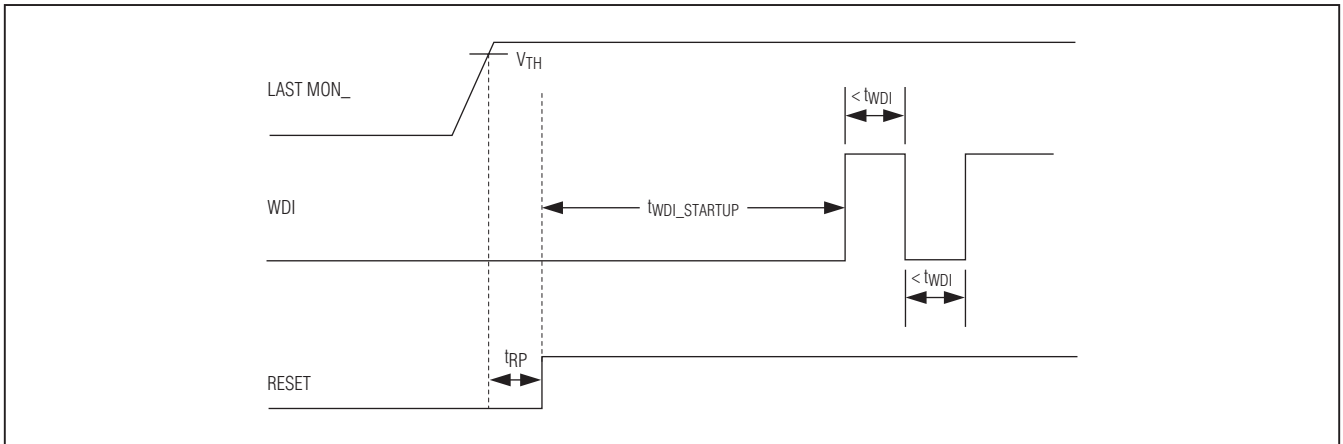 VTH
LAST MON_
< tWDI
WDI
tWDI_STARTUP
< tWDI
tRP
RESET